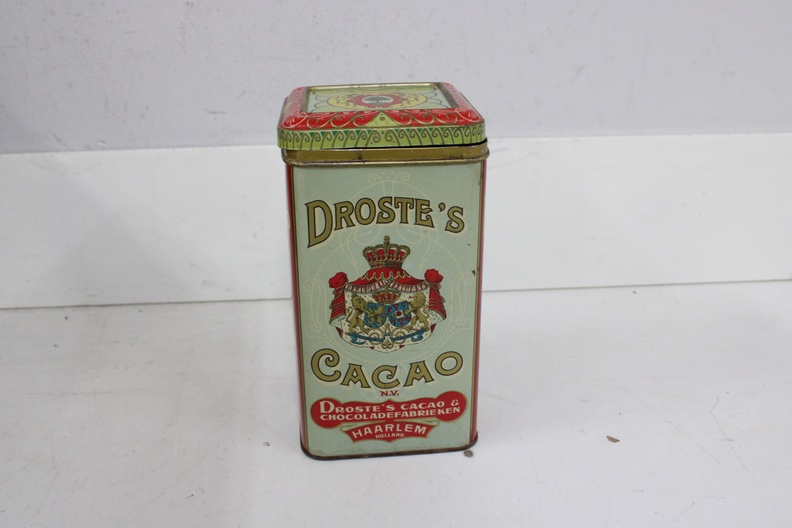 DROSTE'S
CACAO
N.V.
DROSTE'S CACAO &
CHOCOLADEFABRIEKEN
HAARLEM
HOLLAND